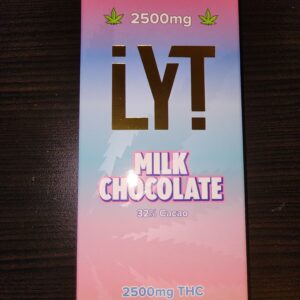 2500mg
LYT
MILK
CHOCOLATE
32% Cacao
2500mg THC